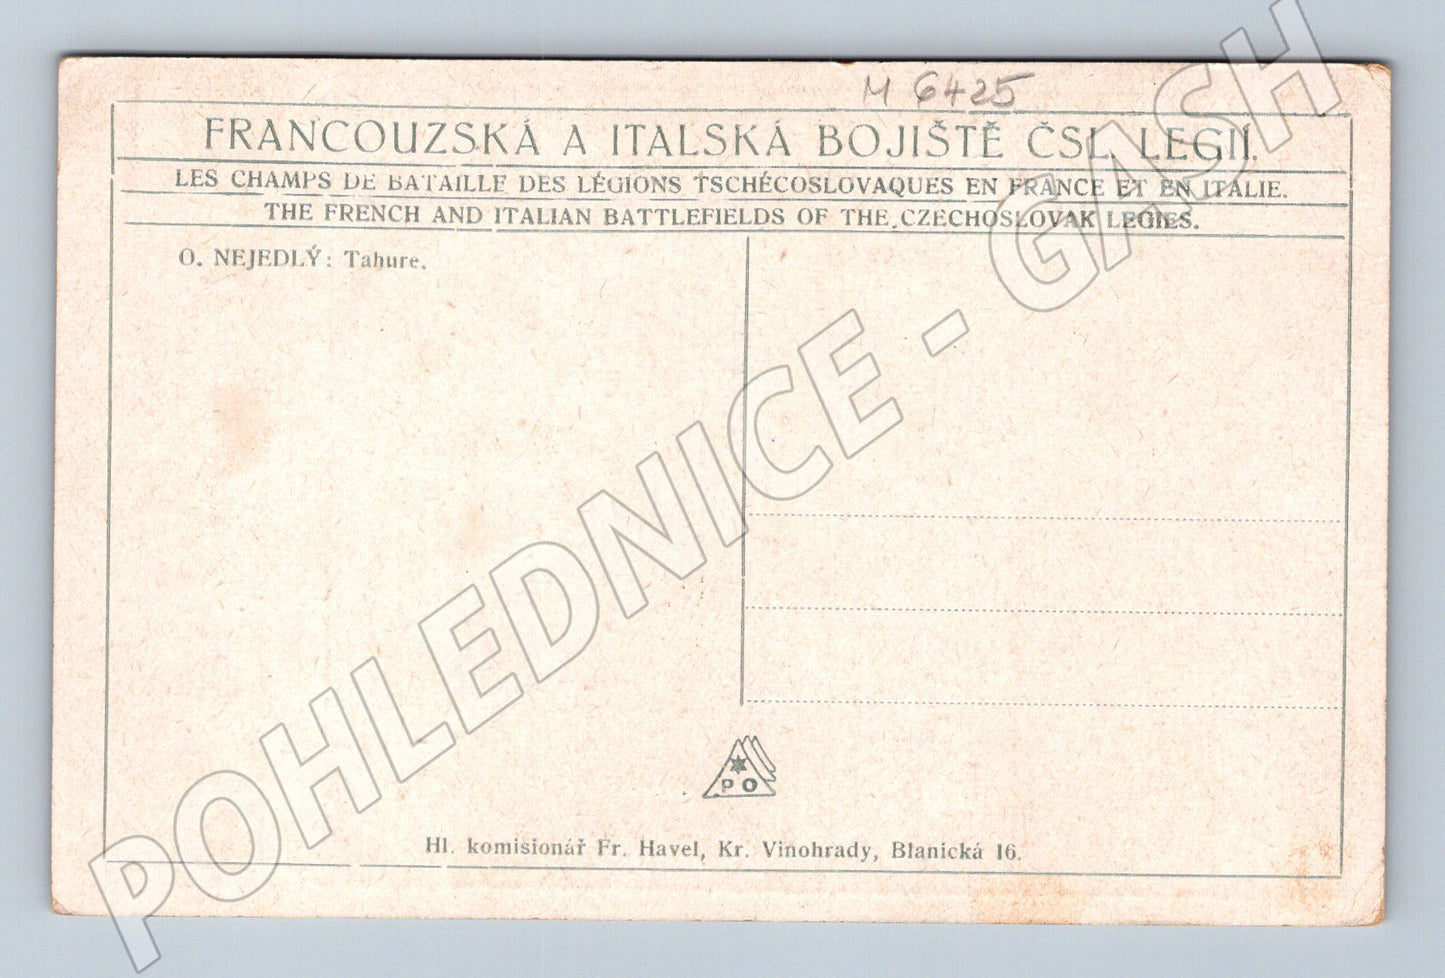 M 6425
FRANCOUZSKÁ A ITALSKÁ BOJIŠTĚ ČSL. LEGIÍ.
LES CHAMPS DE BATAILLE DES LÉGIONS TSCHÉCOSLOVAQUES EN FRANCE ET EN ITALIE.
THE FRENCH AND ITALIAN BATTLEFIELDS OF THE CZECHOSLOVAK LEGIES.
O. NEJEDLÝ: Tahure.
POHLEDNICE - GASH
PO
Hl. komisionář Fr. Havel, Kr. Vinohrady, Blanická 16.